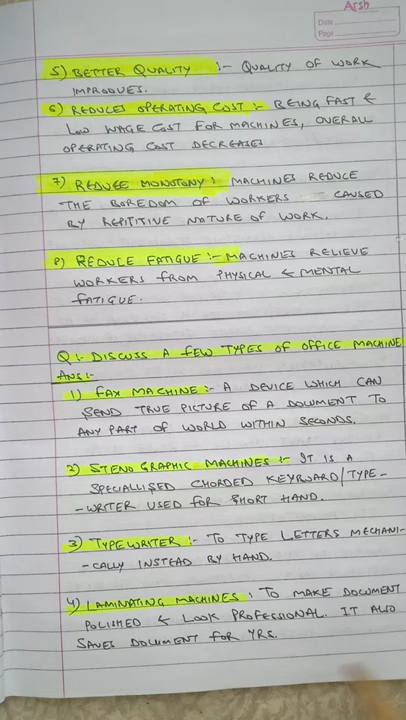 Arsh
Date
Page
5) BETTER QUALITY :- QUALITY OF WORK
IMPROVES.
6) REDUCES OPERATING COST :- BEING FAST &
LOW WAGE COST FOR MACHINES, OVERALL
OPERATING COST DECREASES
7) REDUCE MONOTONY : MACHINES REDUCE
THE BOREDOM OF WORKERS CAUSED
BY REPITITIVE NATURE OF WORK.
8) REDUCE FATIGUE :- MACHINES RELIEVE
WORKERS FROM PHYSICAL & MENTAL
FATIGUE.
Q1. DISCUSS A FEW TYPES OF OFFICE MACHINE
ANS :-
1) FAX MACHINE :- A DEVICE WHICH CAN
SEND TRUE PICTURE OF A DOCUMENT TO
ANY PART OF WORLD WITHIN SECONDS.
2) STENOGRAPHIC MACHINES :- IT IS A
SPECIALLISED CHORDED KEYBOARD/TYPE-
-WRITER USED FOR SHORT HAND.
3) TYPEWRITER :- TO TYPE LETTERS MECHANI-
-CALLY INSTEAD BY HAND.
4) LAMINATING MACHINES : TO MAKE DOCUMENT
POLISHED & LOOK PROFESSIONAL. IT ALSO
SAVES DOCUMENT FOR YRS.